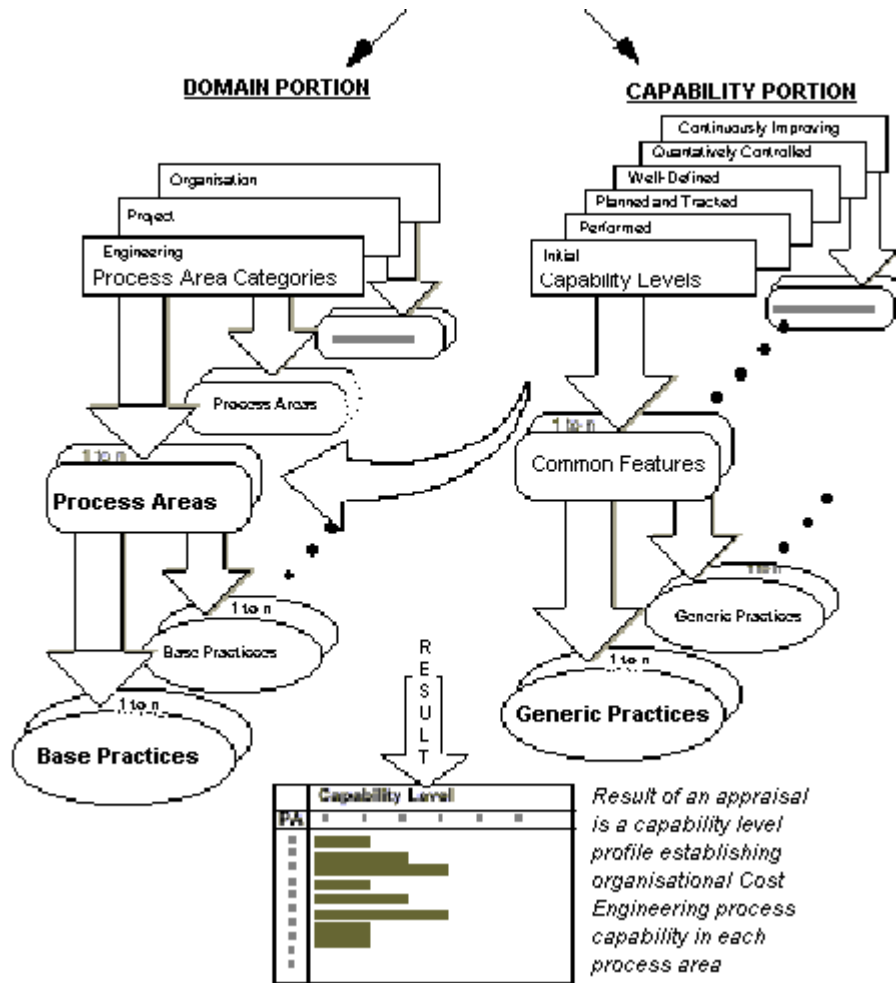 DOMAIN PORTION
Organisation
Project
Engineering
Process Area Categories
Process Areas
1 to n
Process Areas
1 to n
Base Practices
1 to n
Base Practices
CAPABILITY PORTION
Continuously Improving
Quantatively Controlled
Well-Defined
Planned and Tracked
Performed
Initial
Capability Levels
1 to n
Common Features
1 to n
Generic Practices
1 to n
Generic Practices
RESULT
Capability Level
PA
Result of an appraisal
is a capability level
profile establishing
organisational Cost
Engineering process
capability in each
process area